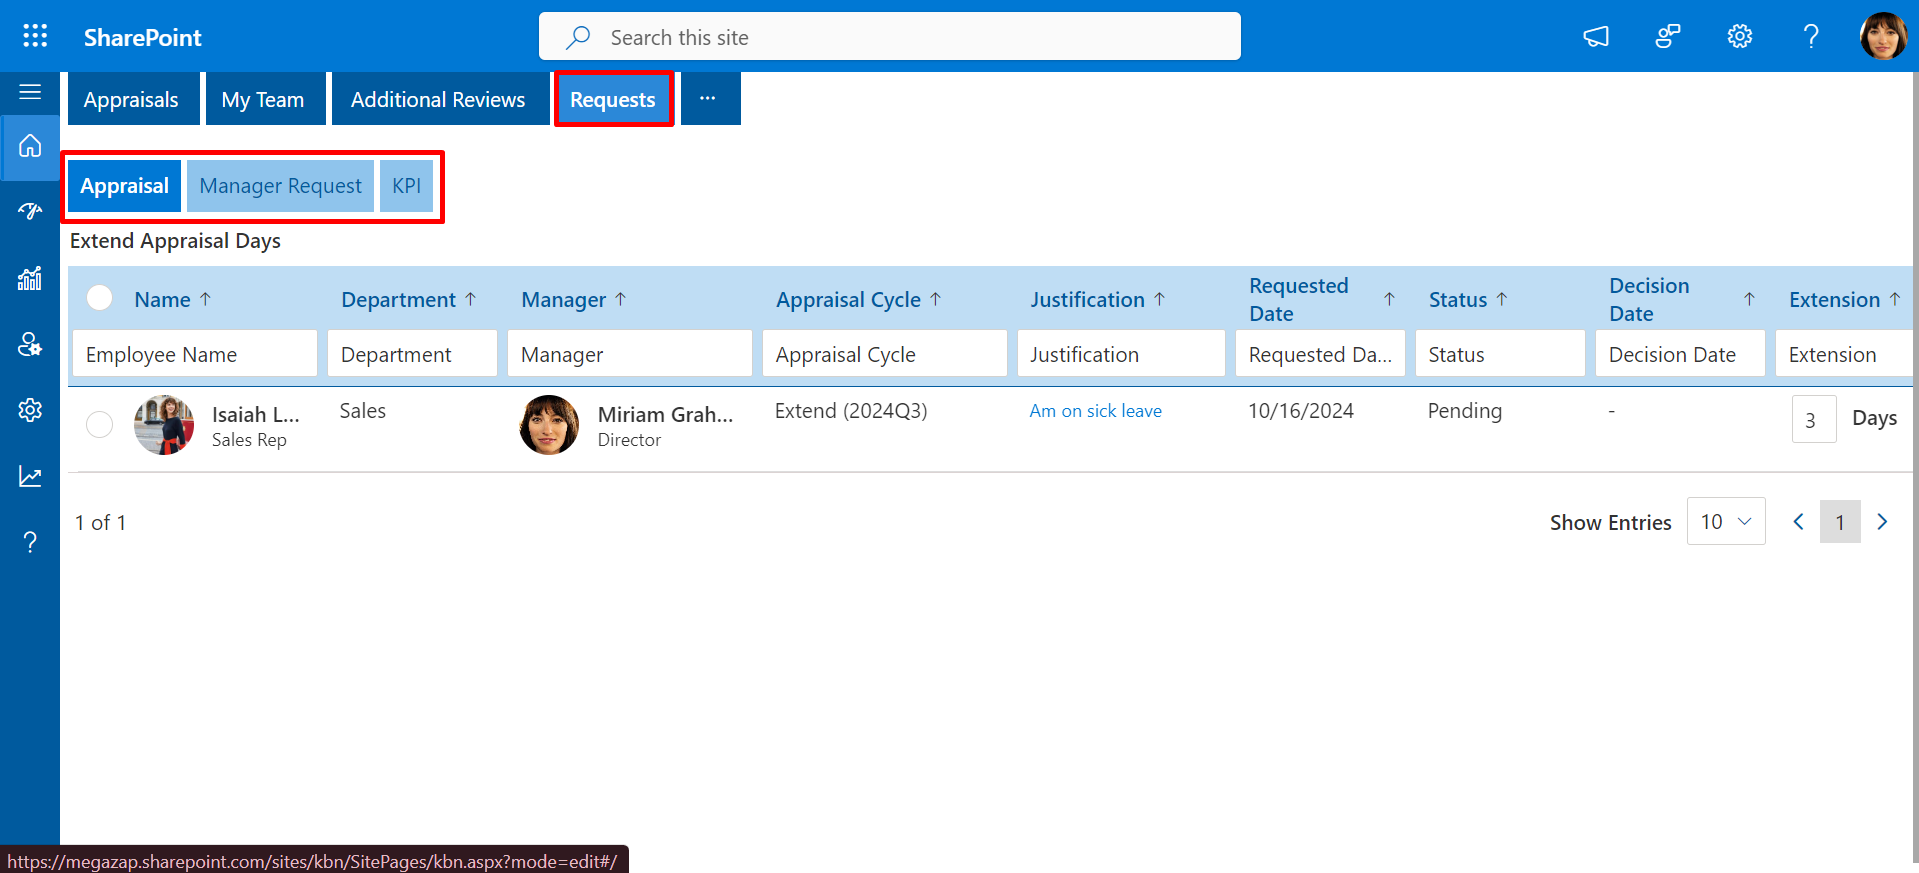 SharePoint
Search this site
Appraisals
My Team
Additional Reviews
Requests
...
Appraisal
Manager Request
KPI
Extend Appraisal Days
Name ↑
Department ↑
Manager ↑
Appraisal Cycle ↑
Justification ↑
Requested Date ↑
Status ↑
Decision Date ↑
Extension ↑
Employee Name
Department
Manager
Appraisal Cycle
Justification
Requested Da...
Status
Decision Date
Extension
Isaiah L...
Sales Rep
Sales
Miriam Grah...
Director
Extend (2024Q3)
Am on sick leave
10/16/2024
Pending
-
3
Days
1 of 1
Show Entries
10
1
https://megazap.sharepoint.com/sites/kbn/SitePages/kbn.aspx?mode=edit#/